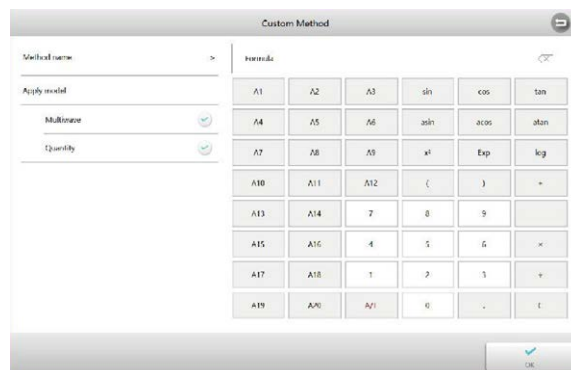 Custom Method
Method name >
Formula
Apply model
Multiwave
Quantity
A1 A2 A3 sin cos tan
A4 A5 A6 asin acos atan
A7 A8 A9 x² Exp log
A10 A11 A12 ( )
A13 A14 7 8 9
A15 A16 4 5 6 ×
A17 A18 1 2 3 +
A19 A20 0 .
OK